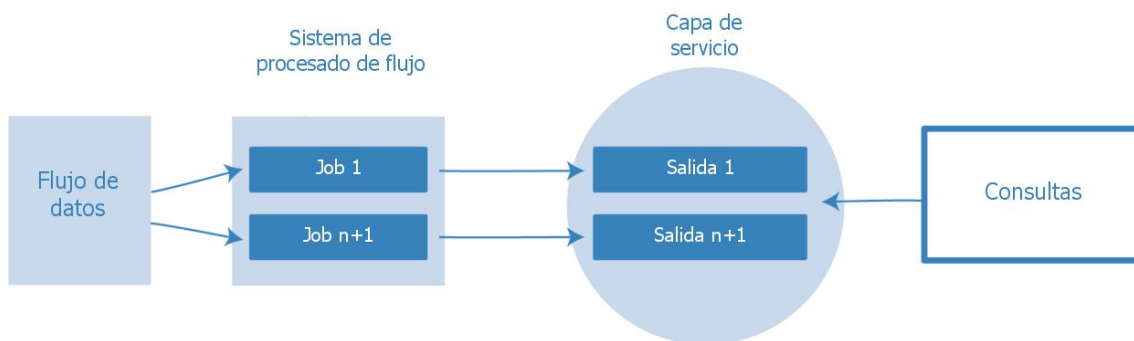 Sistema de
procesado de flujo
Capa de
servicio
Flujo de
datos
Job 1
Job n+1
Salida 1
Salida n+1
Consultas